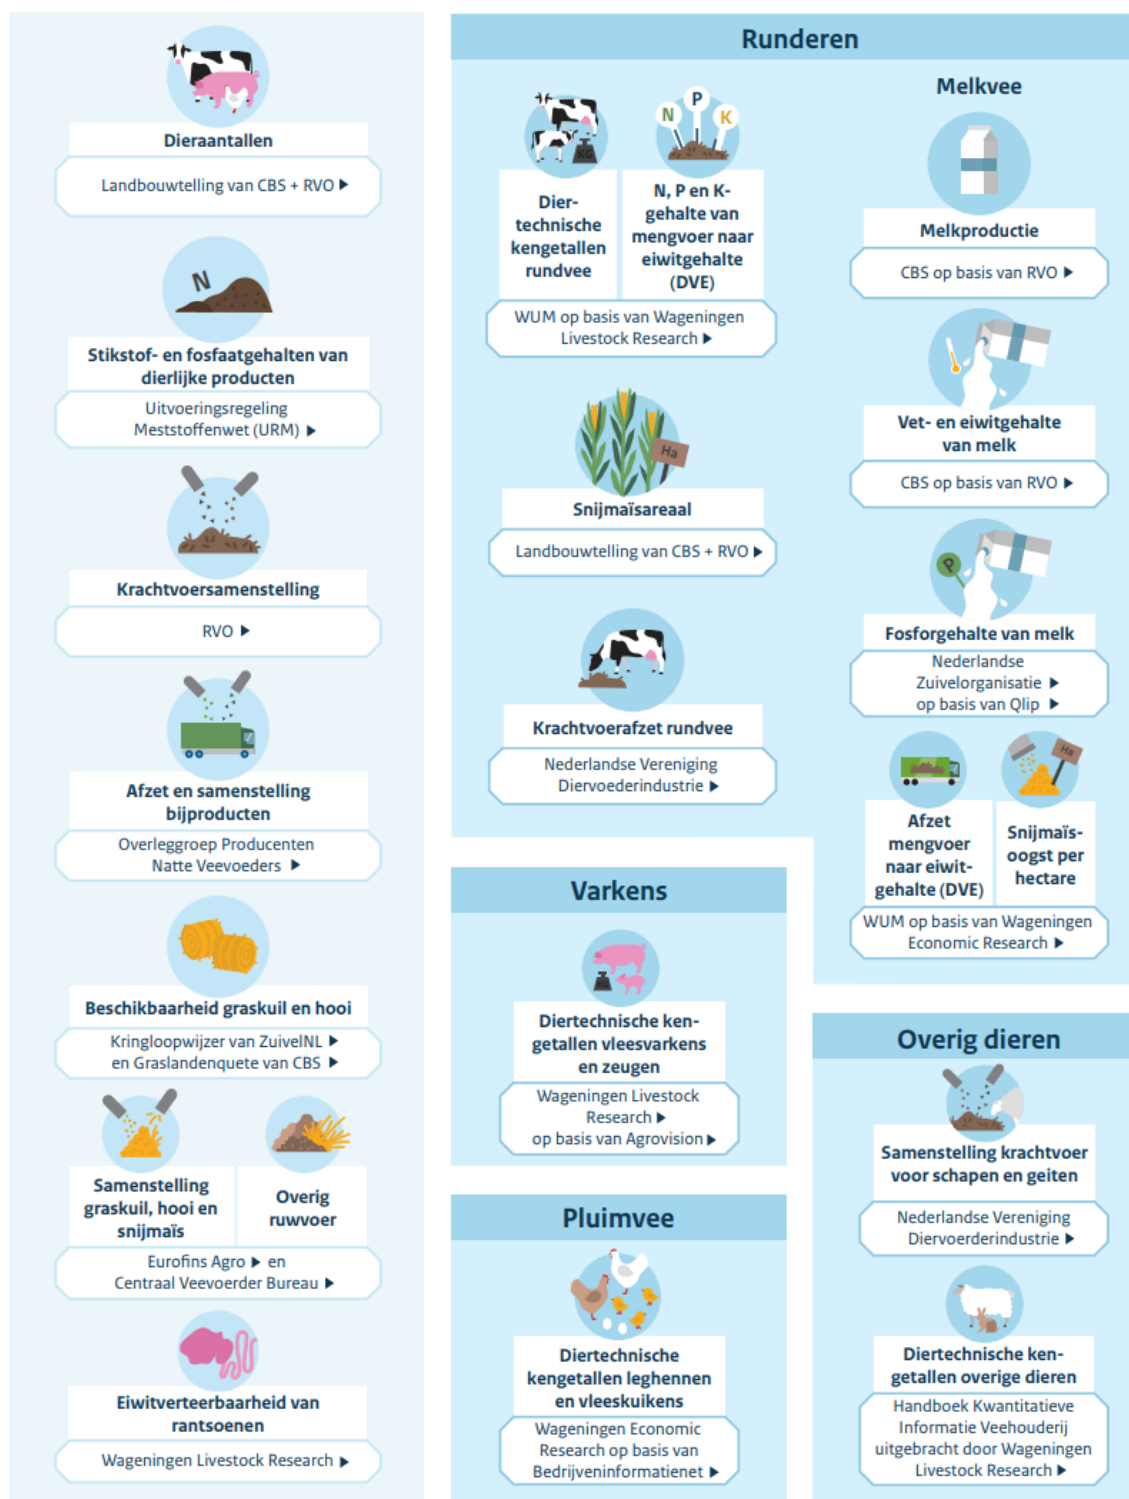 Dieraantallen
Landbouwtelling van CBS + RVO ▶
N
Stikstof- en fosfaatgehalten van
dierlijke producten
Uitvoeringsregeling
Meststoffenwet (URM) ▶
Krachtvoersamenstelling
RVO ▶
Afzet en samenstelling
bijproducten
Overleggroep Producenten
Natte Veevoeders ▶
Beschikbaarheid graskuil en hooi
Kringloopwijzer van ZuivelNL ▶
en Graslandenquete van CBS ▶
Samenstelling
graskuil, hooi en
snijmaïs
Overig
ruwvoer
Eurofins Agro ▶ en
Centraal Veevoerder Bureau ▶
Eiwitverteerbaarheid van
rantsoenen
Wageningen Livestock Research ▶
Runderen
KG
Dier-
technische
kengetallen
rundvee
N P K
N, P en K-
gehalte van
mengvoer naar
eiwitgehalte
(DVE)
WUM op basis van Wageningen
Livestock Research ▶
Ha
Snijmaïsareaal
Landbouwtelling van CBS + RVO ▶
Krachtvoerafzet rundvee
Nederlandse Vereniging
Diervoederindustrie ▶
Melkvee
Melkproductie
CBS op basis van RVO ▶
Vet- en eiwitgehalte
van melk
CBS op basis van RVO ▶
P
Fosforgehalte van melk
Nederlandse
Zuivelorganisatie ▶
op basis van Qlip ▶
Afzet
mengvoer
naar eiwit-
gehalte (DVE)
Ha
Snijmaïs-
oogst per
hectare
WUM op basis van Wageningen
Economic Research ▶
Varkens
Diertechnische ken-
getallen vleesvarkens
en zeugen
Wageningen Livestock
Research ▶
op basis van Agrovision ▶
Pluimvee
Diertechnische
kengetallen leghennen
en vleeskuikens
Wageningen Economic
Research op basis van
Bedrijveninformatienet ▶
Overig dieren
Samenstelling krachtvoer
voor schapen en geiten
Nederlandse Vereniging
Diervoerderindustrie ▶
Diertechnische ken-
getallen overige dieren
Handboek Kwantitatieve
Informatie Veehouderij
uitgebracht door Wageningen
Livestock Research ▶